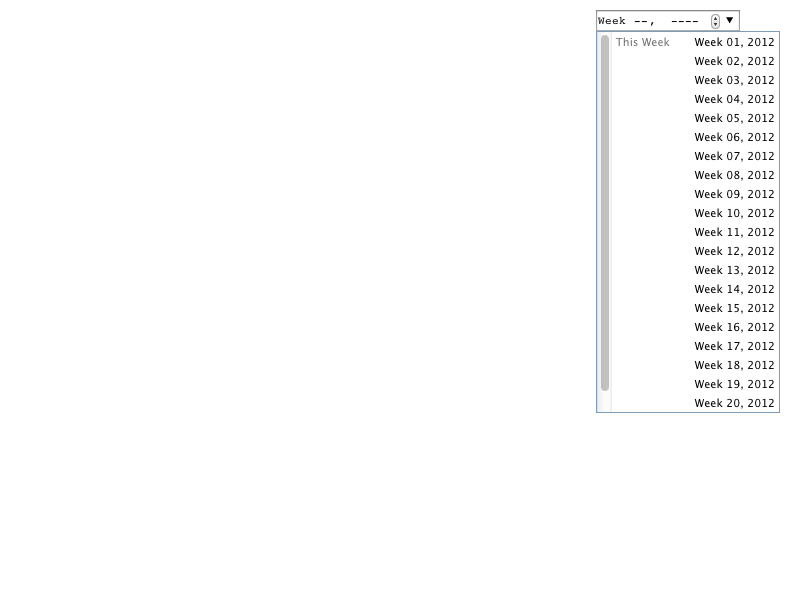 Week --, ----
This Week Week 01, 2012
Week 02, 2012
Week 03, 2012
Week 04, 2012
Week 05, 2012
Week 06, 2012
Week 07, 2012
Week 08, 2012
Week 09, 2012
Week 10, 2012
Week 11, 2012
Week 12, 2012
Week 13, 2012
Week 14, 2012
Week 15, 2012
Week 16, 2012
Week 17, 2012
Week 18, 2012
Week 19, 2012
Week 20, 2012